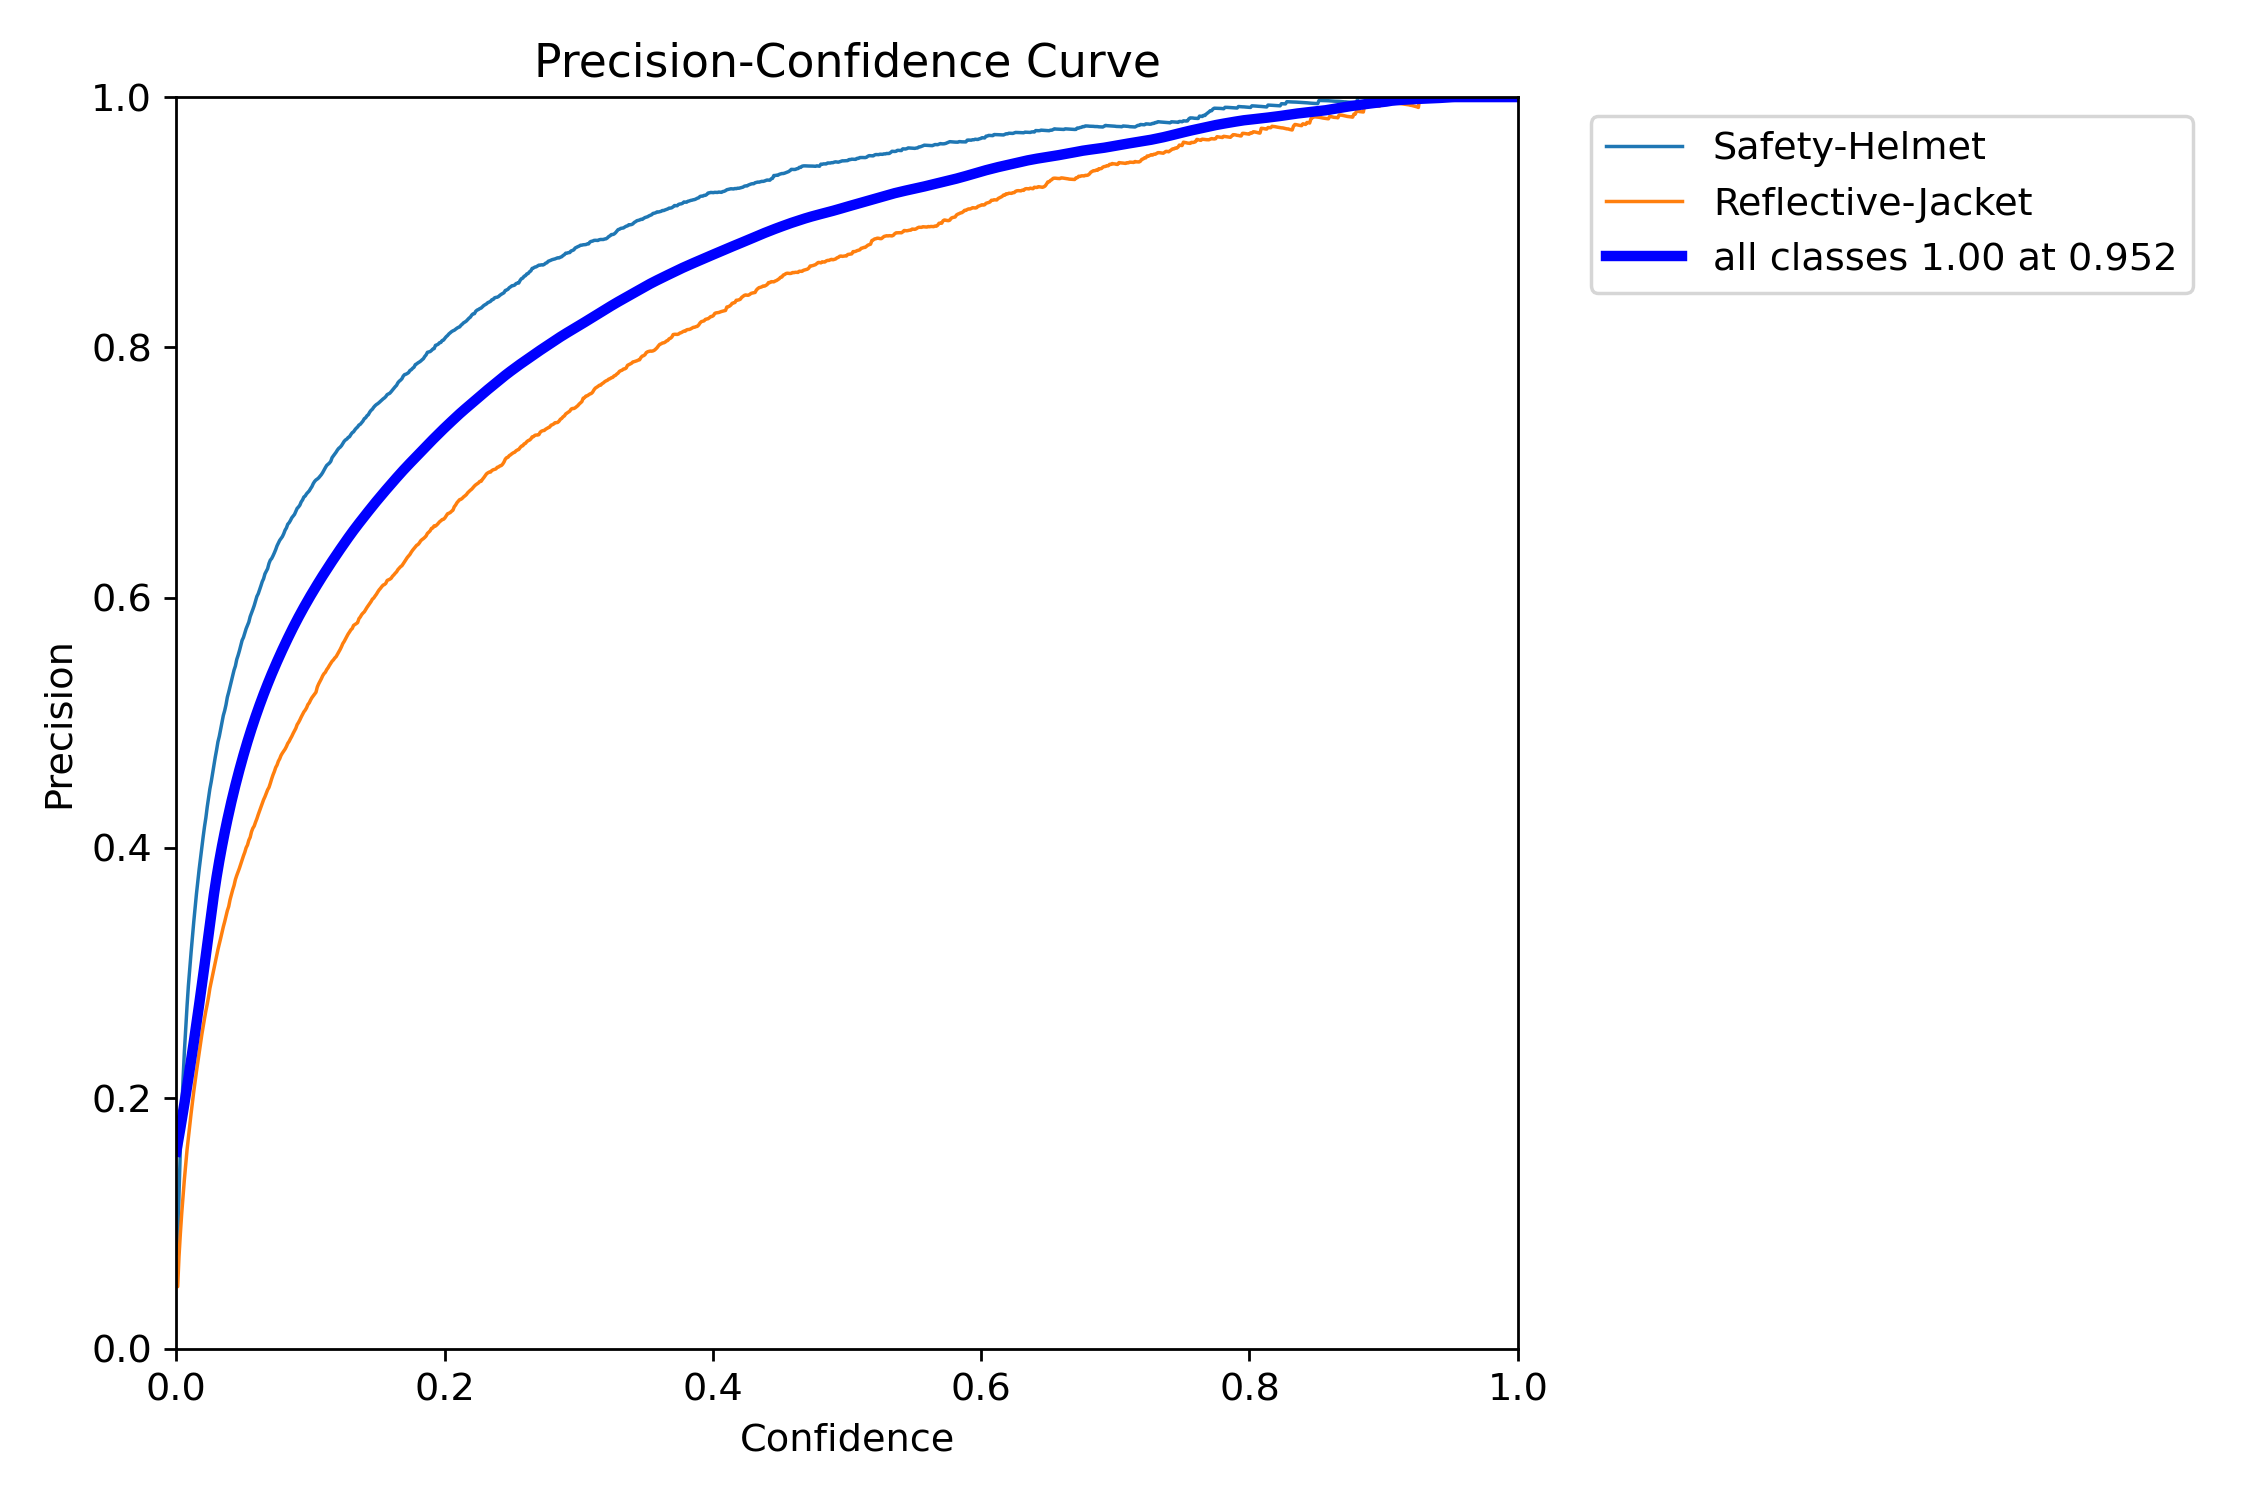 Precision-Confidence Curve
1.0
0.8
0.6
0.4
0.2
0.0
Precision
0.0 0.2 0.4 0.6 0.8 1.0
Confidence
Safety-Helmet
Reflective-Jacket
all classes 1.00 at 0.952